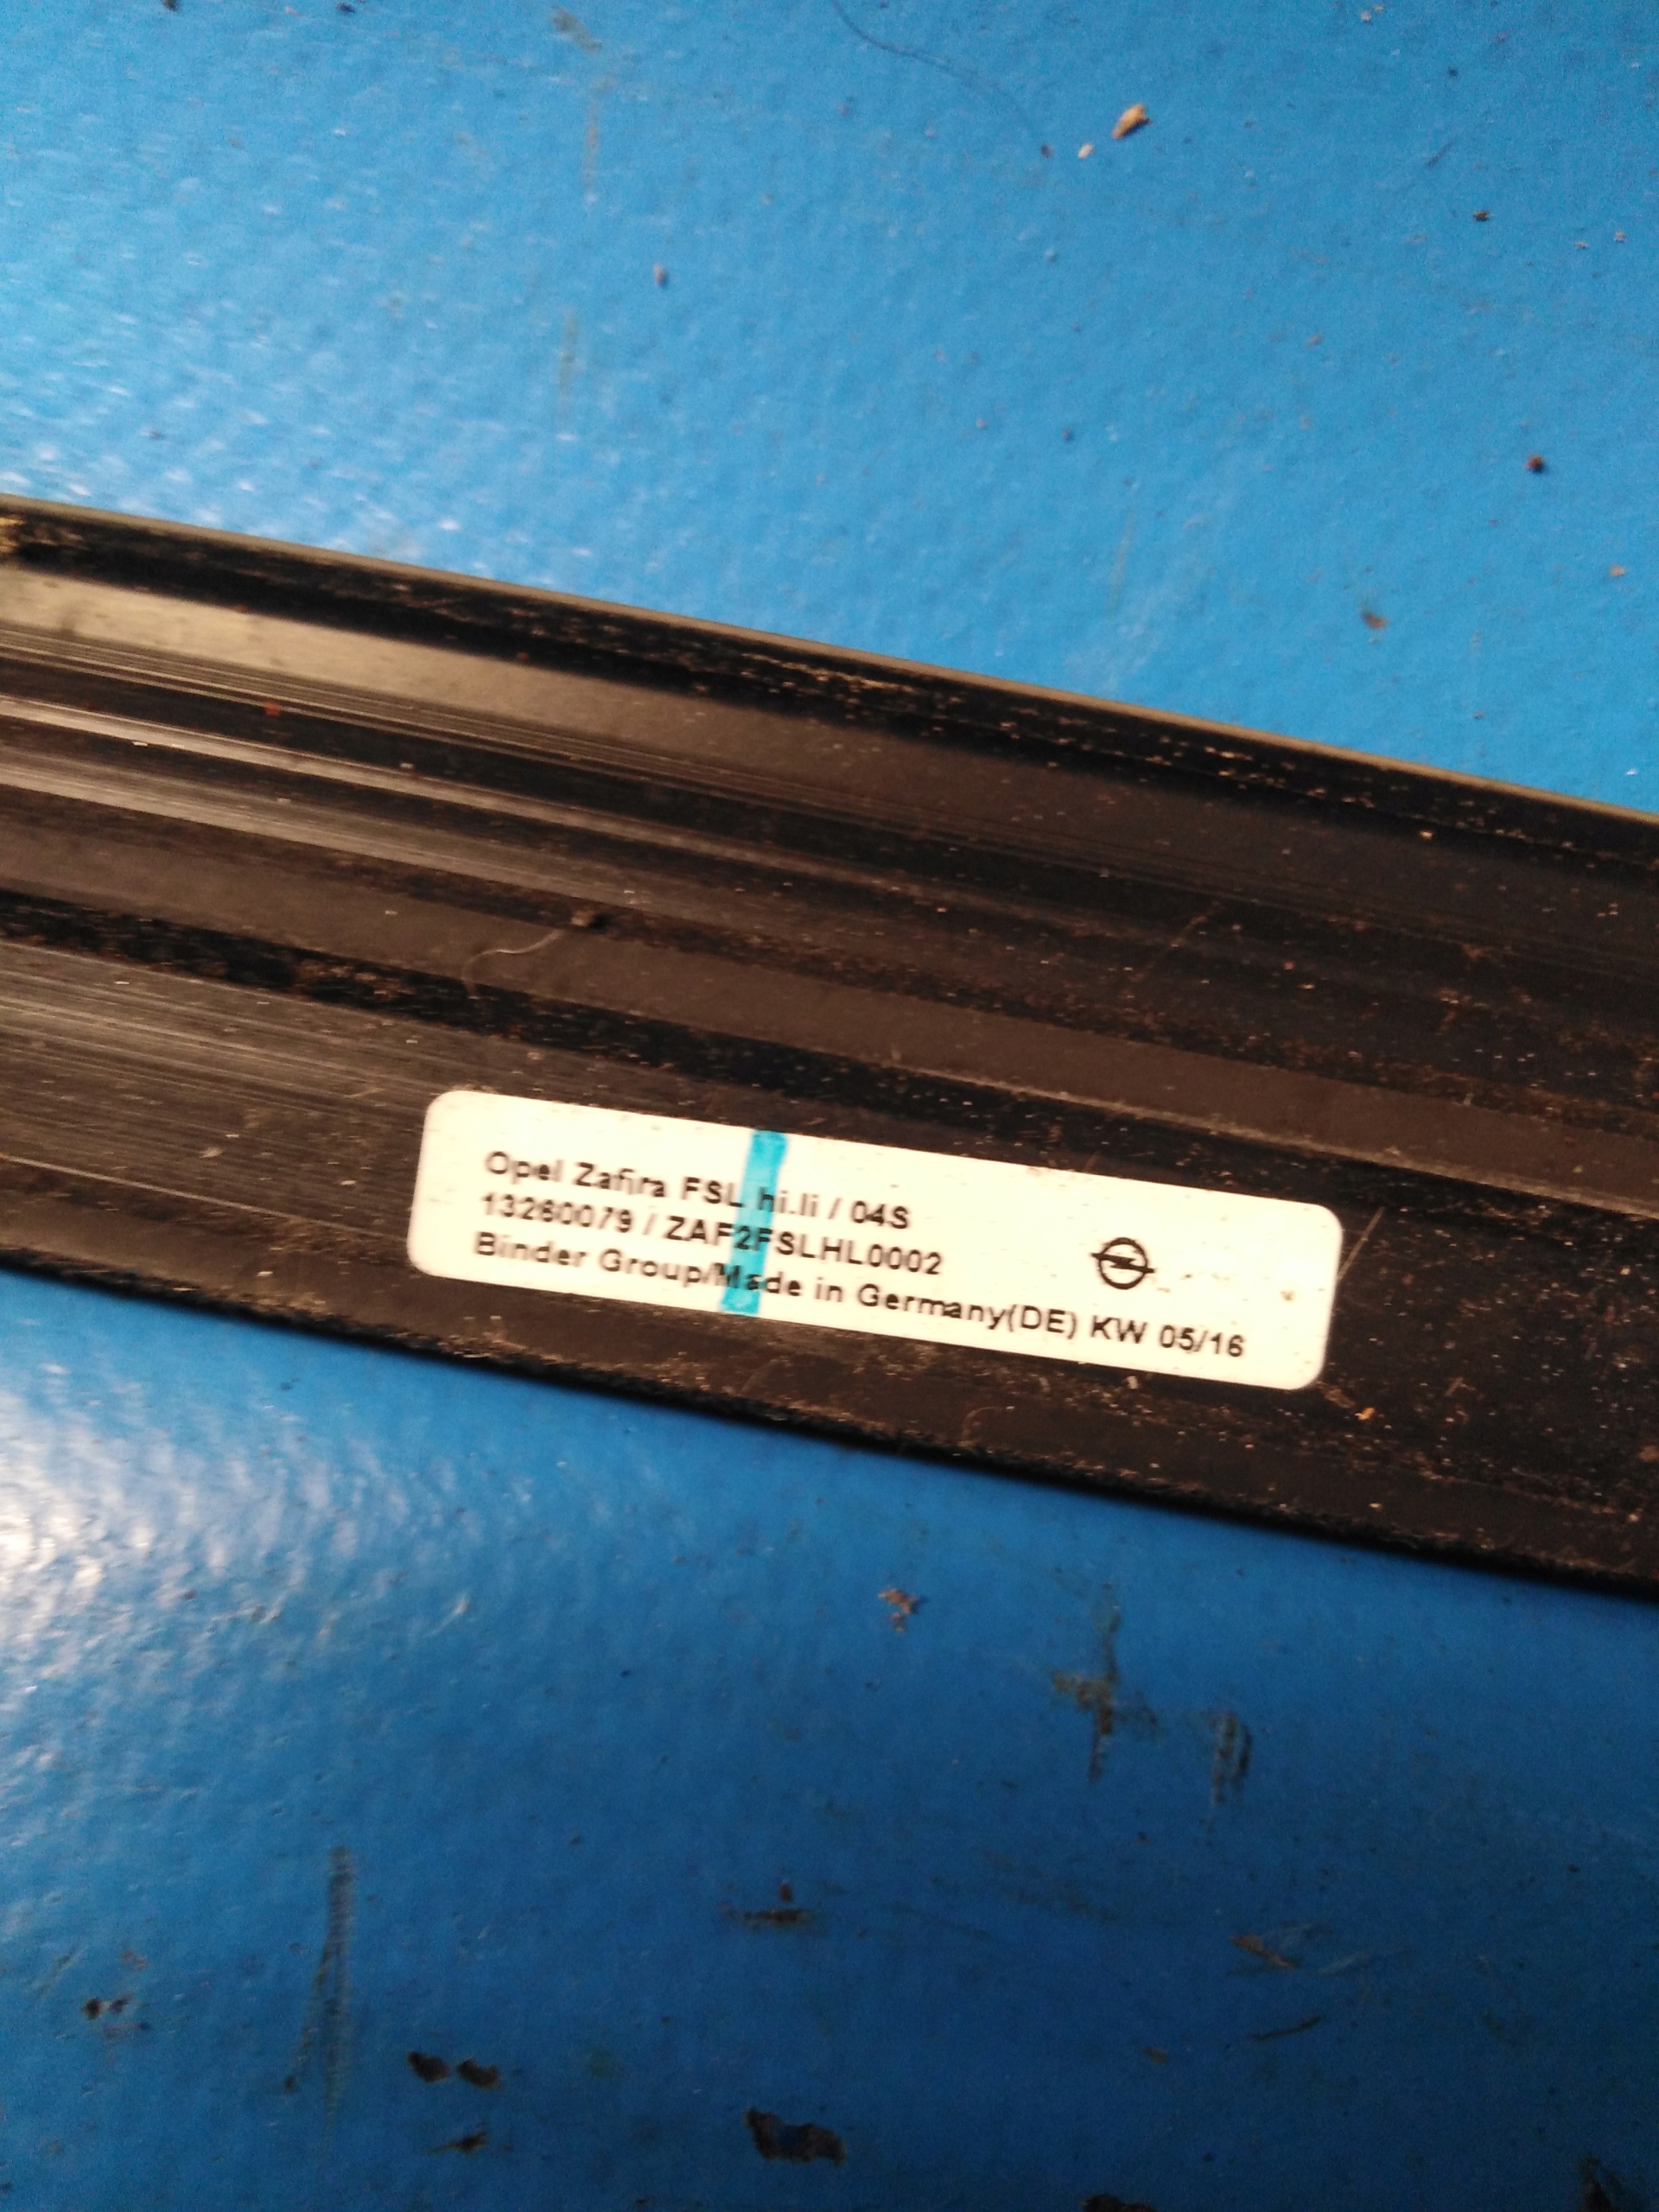 Opel Zafira FSL hi.li / 04S
13260079 / ZAF2FSLHL0002
Binder Group/Made in Germany(DE) KW 05/16